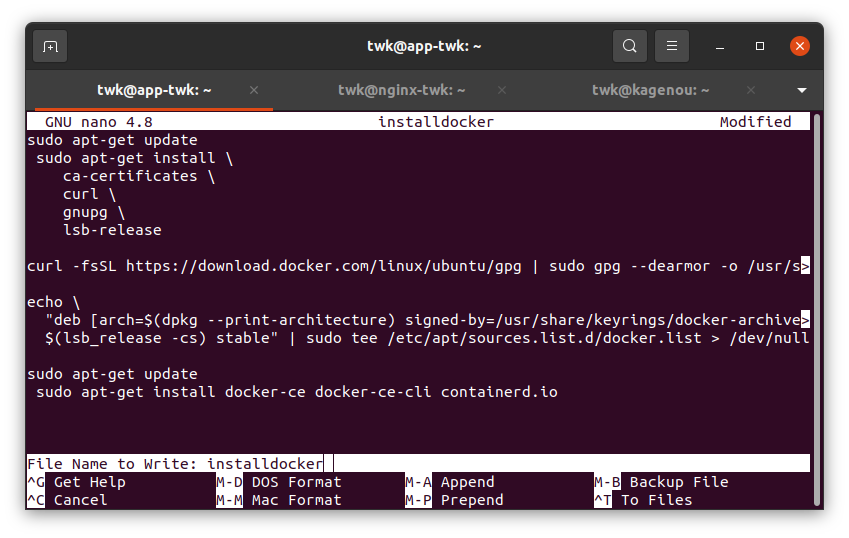 twk@app-twk: ~
twk@app-twk: ~ × twk@nginx-twk: ~ × twk@kagenou: ~ ×
GNU nano 4.8 installdocker Modified
sudo apt-get update
 sudo apt-get install \
    ca-certificates \
    curl \
    gnupg \
    lsb-release
curl -fsSL https://download.docker.com/linux/ubuntu/gpg | sudo gpg --dearmor -o /usr/s>
echo \
  "deb [arch=$(dpkg --print-architecture) signed-by=/usr/share/keyrings/docker-archive>
  $(lsb_release -cs) stable" | sudo tee /etc/apt/sources.list.d/docker.list > /dev/null
sudo apt-get update
 sudo apt-get install docker-ce docker-ce-cli containerd.io
File Name to Write: installdocker
^G Get Help M-D DOS Format M-A Append M-B Backup File
^C Cancel M-M Mac Format M-P Prepend ^T To Files